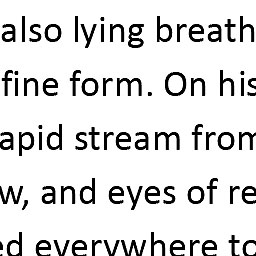 also lying breath
fine form. On his
apid stream from
w, and eyes of re
ed everywhere to